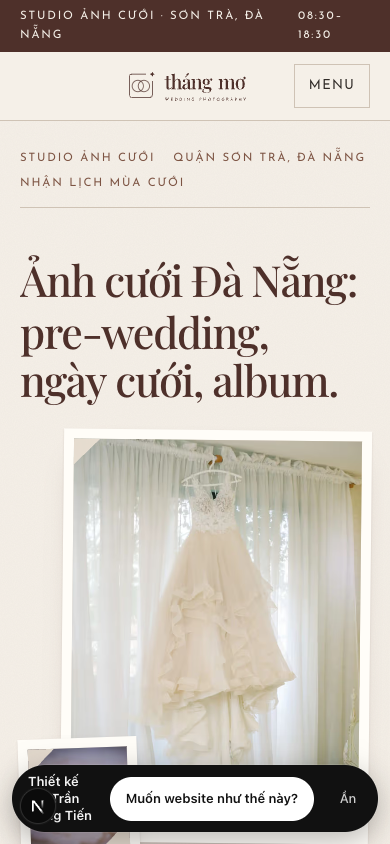 STUDIO ẢNH CƯỚI · SƠN TRÀ, ĐÀ
NẴNG
08:30–
18:30
tháng mơ
WEDDING PHOTOGRAPHY
MENU
STUDIO ẢNH CƯỚI QUẬN SƠN TRÀ, ĐÀ NẴNG
NHẬN LỊCH MÙA CƯỚI
Ảnh cưới Đà Nẵng:
pre-wedding,
ngày cưới, album.
Thiết kế
Trần
Tiến
N
Muốn website như thế này?
Ẩn